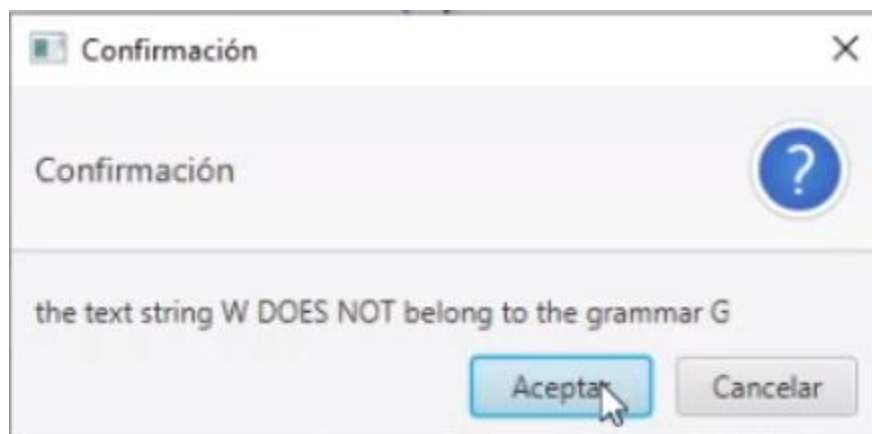 Confirmación
Confirmación
?
the text string W DOES NOT belong to the grammar G
Aceptar Cancelar